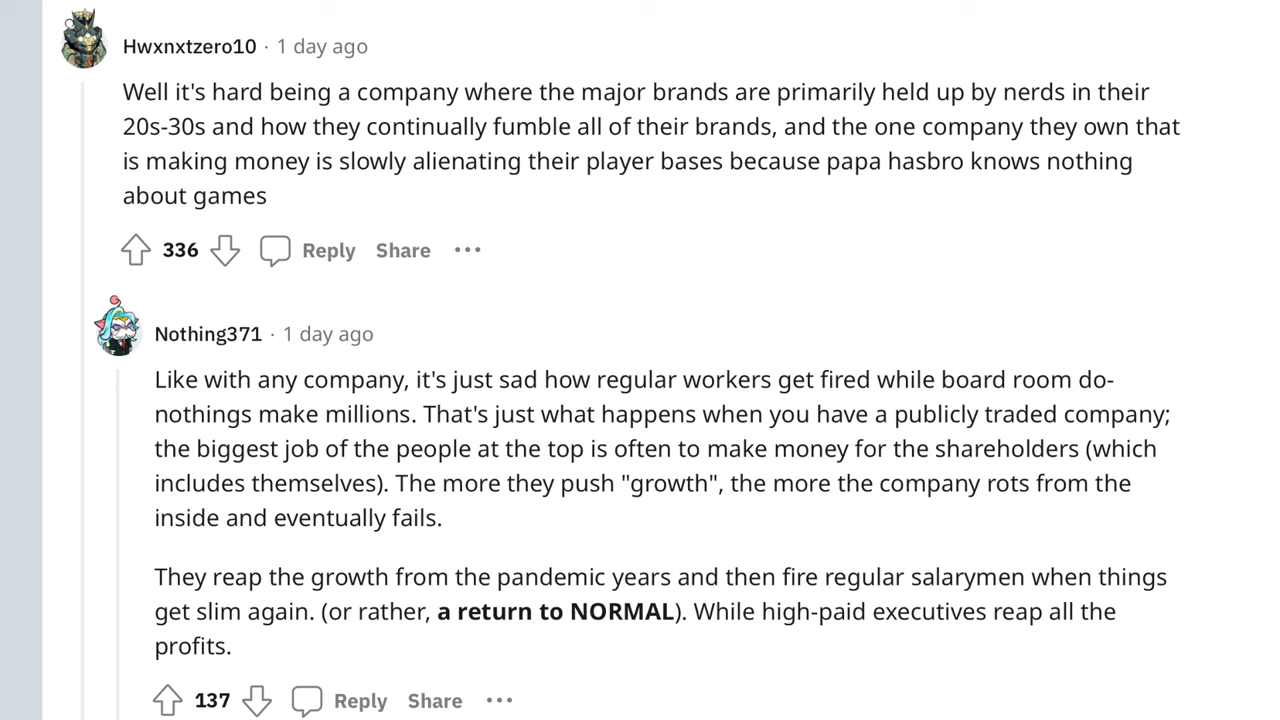 Hwxnxtzero10 · 1 day ago
Well it's hard being a company where the major brands are primarily held up by nerds in their
20s-30s and how they continually fumble all of their brands, and the one company they own that
is making money is slowly alienating their player bases because papa hasbro knows nothing
about games
336 Reply Share ···
Nothing371 · 1 day ago
Like with any company, it's just sad how regular workers get fired while board room do-
nothings make millions. That's just what happens when you have a publicly traded company;
the biggest job of the people at the top is often to make money for the shareholders (which
includes themselves). The more they push "growth", the more the company rots from the
inside and eventually fails.
They reap the growth from the pandemic years and then fire regular salarymen when things
get slim again. (or rather, a return to NORMAL). While high-paid executives reap all the
profits.
137 Reply Share ···